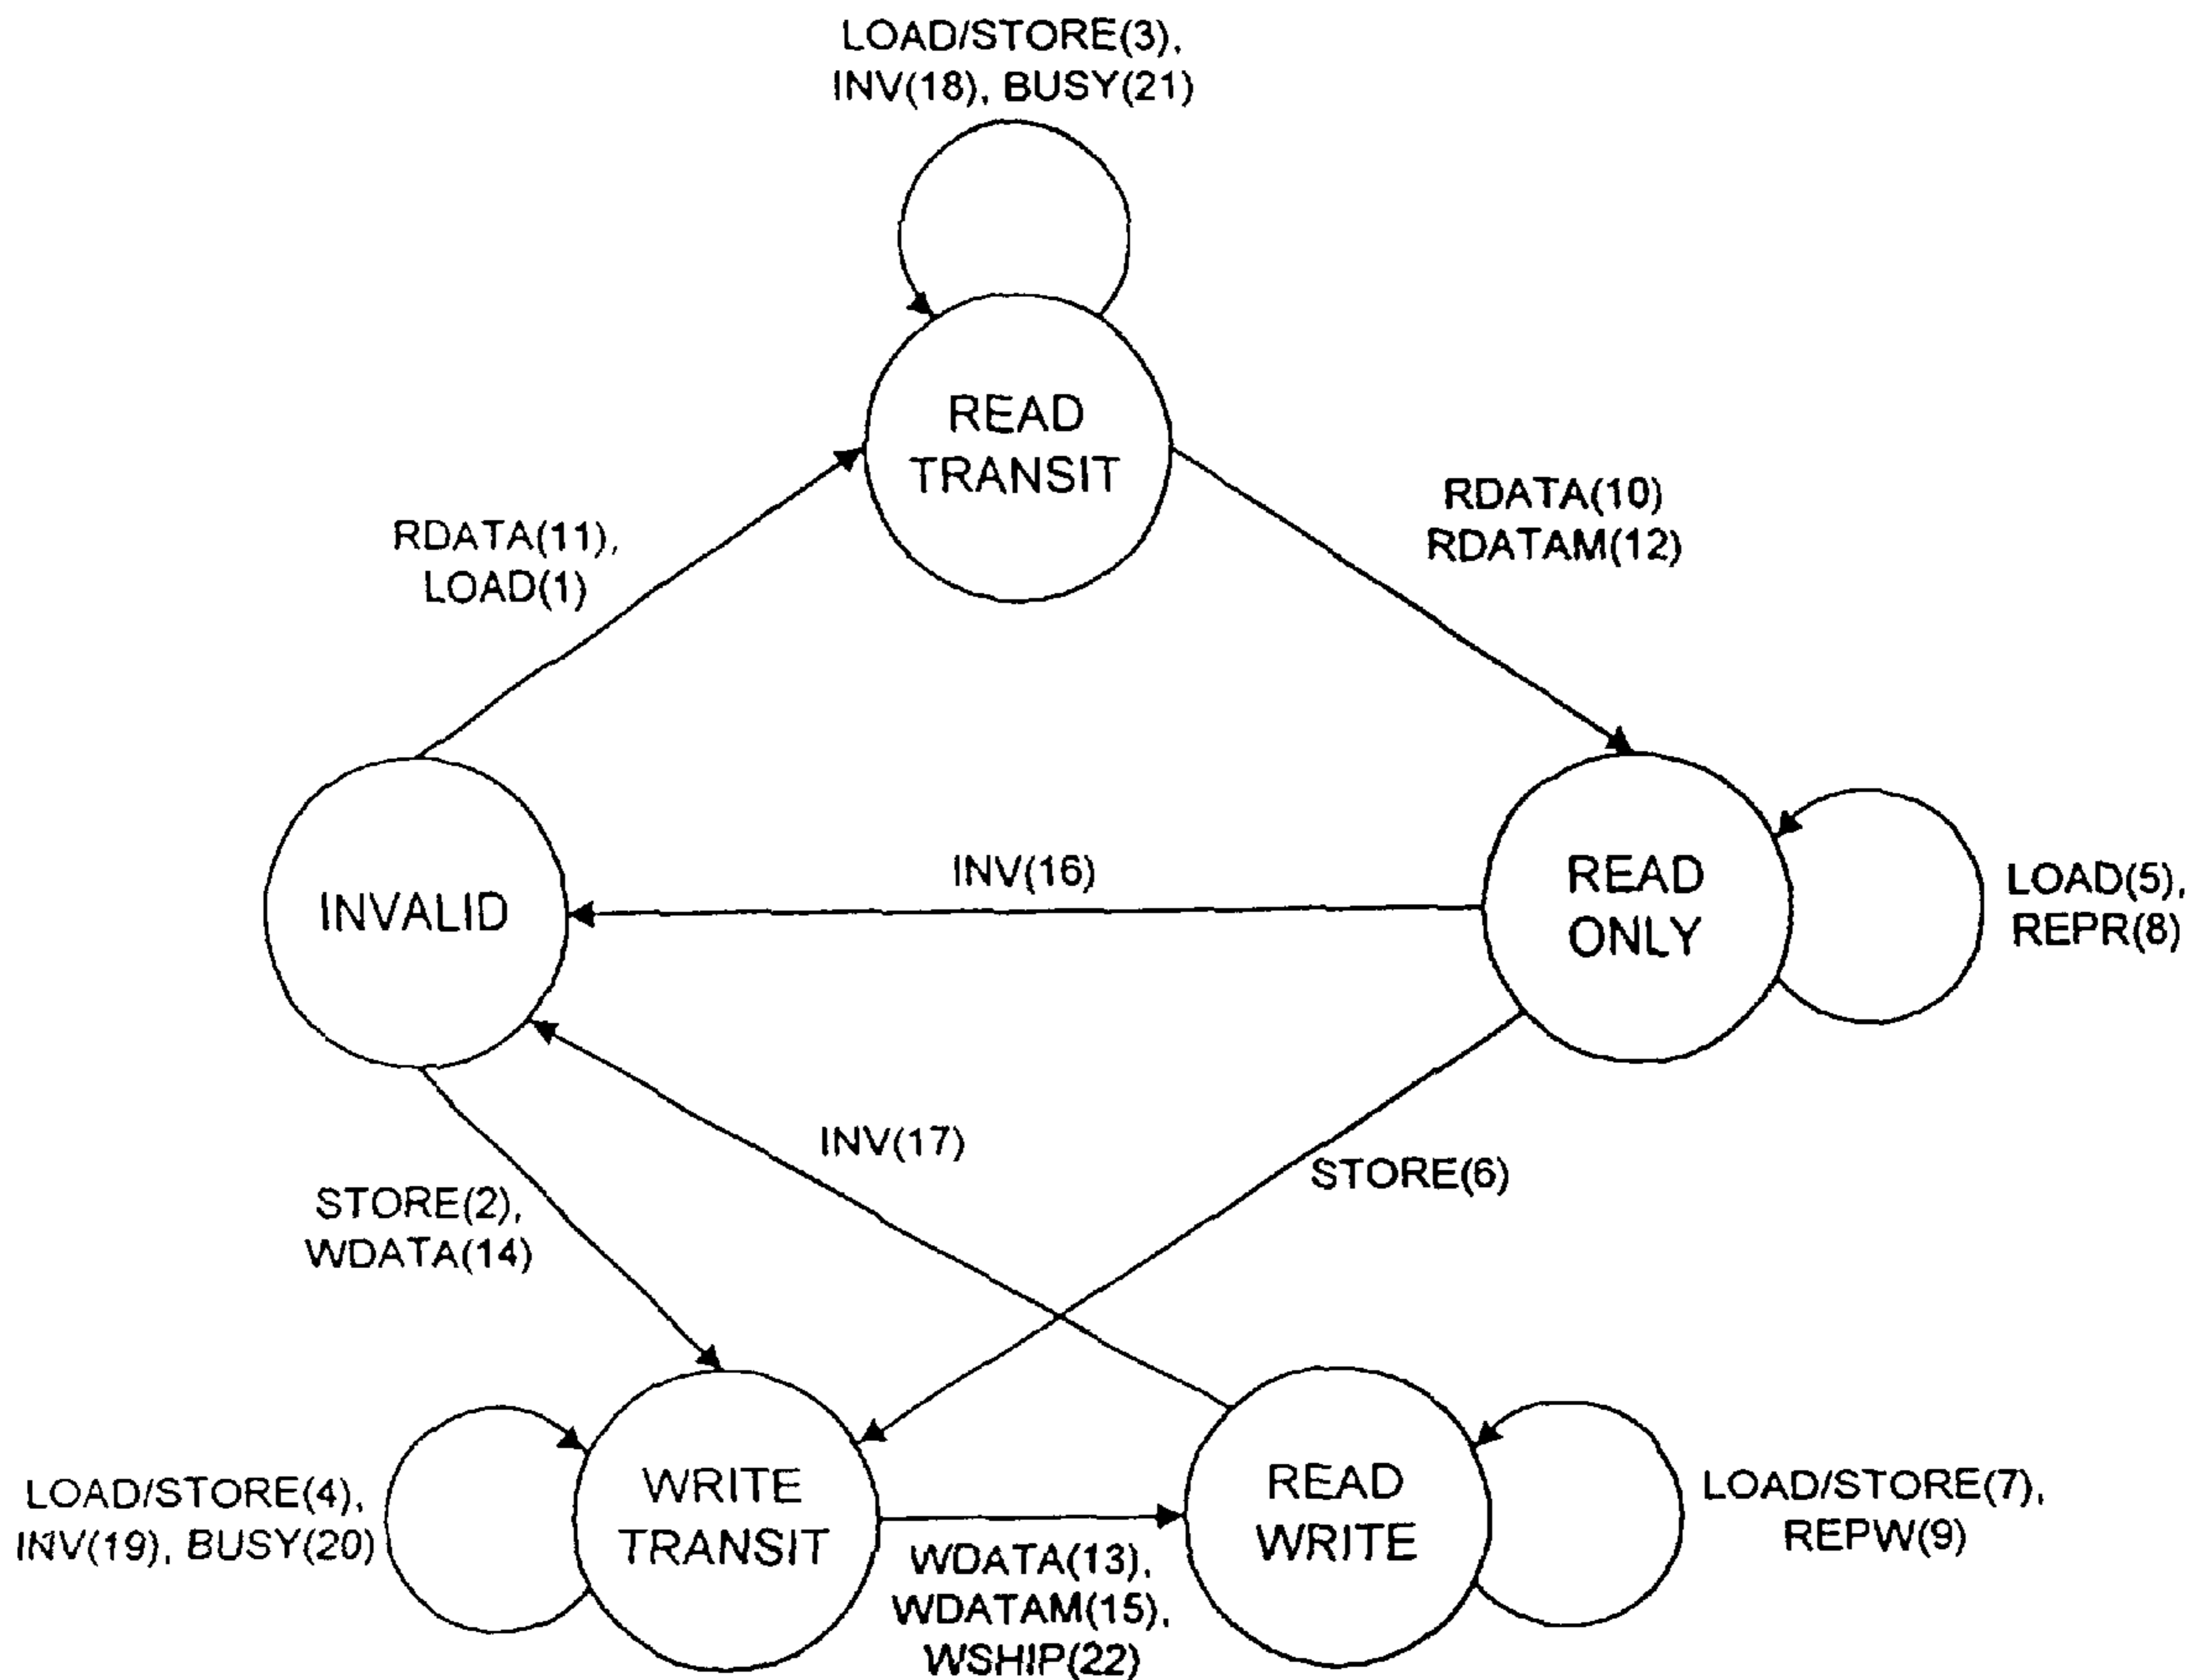 LOAD/STORE(3),
INV(18), BUSY(21)
READ
TRANSIT
RDATA(10)
RDATAM(12)
RDATA(11),
LOAD(1)
INV(16)
INVALID
READ
ONLY
LOAD(5),
REPR(8)
INV(17)
STORE(6)
STORE(2),
WDATA(14)
LOAD/STORE(4),
INV(19), BUSY(20)
WRITE
TRANSIT
WDATA(13),
WDATAM(15),
WSHIP(22)
READ
WRITE
LOAD/STORE(7),
REPW(9)